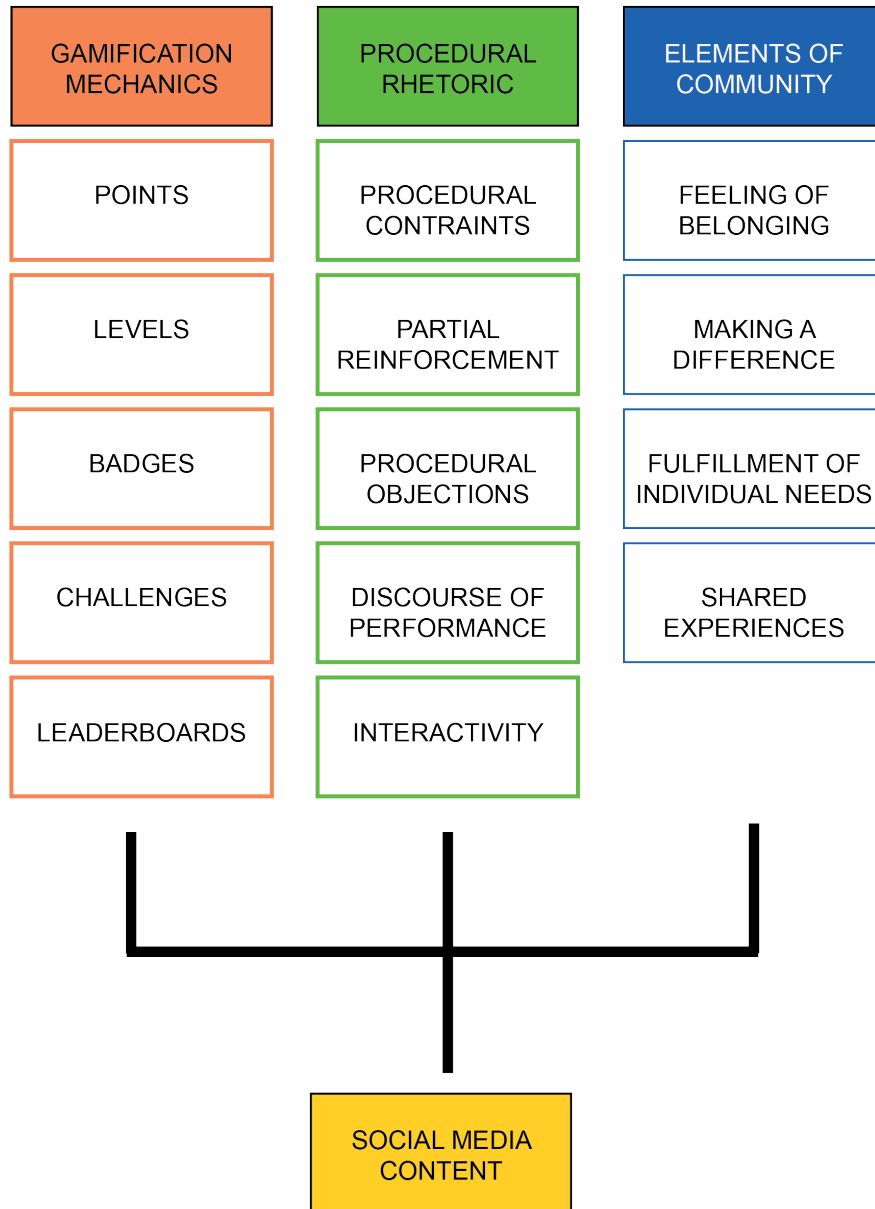 GAMIFICATION
MECHANICS
POINTS
LEVELS
BADGES
CHALLENGES
LEADERBOARDS
PROCEDURAL
RHETORIC
PROCEDURAL
CONTRAINTS
PARTIAL
REINFORCEMENT
PROCEDURAL
OBJECTIONS
DISCOURSE OF
PERFORMANCE
INTERACTIVITY
ELEMENTS OF
COMMUNITY
FEELING OF
BELONGING
MAKING A
DIFFERENCE
FULFILLMENT OF
INDIVIDUAL NEEDS
SHARED
EXPERIENCES
SOCIAL MEDIA
CONTENT